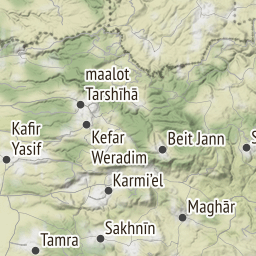 maalot
Tarshīhā
Kafir
Yasif
Kefar
Weradim
Beit Jann
S
Karmi'el
Maghār
Sakhnīn
Tamra